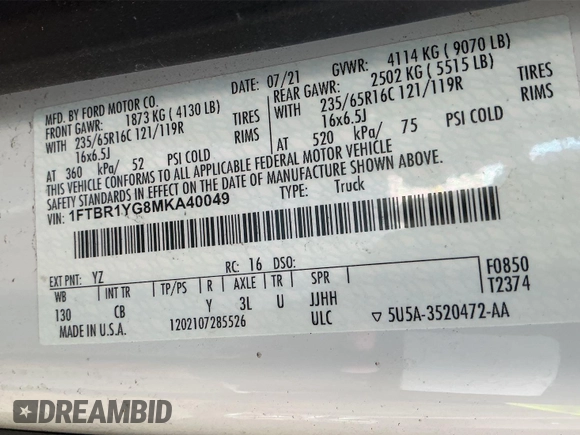 MFD. BY FORD MOTOR CO.
DATE: 07/21
GVWR: 4114 KG ( 9070 LB)
FRONT GAWR: 1873 KG ( 4130 LB)
REAR GAWR: 2502 KG ( 5515 LB)
WITH 235/65R16C 121/119R TIRES
16x6.5J RIMS
AT 360 kPa/ 52 PSI COLD
WITH 235/65R16C 121/119R TIRES
16x6.5J RIMS
AT 520 kPa/ 75 PSI COLD
THIS VEHICLE CONFORMS TO ALL APPLICABLE FEDERAL MOTOR VEHICLE
SAFETY STANDARDS IN EFFECT ON THE DATE OF MANUFACTURE SHOWN ABOVE.
VIN: 1FTBR1YG8MKA40049
TYPE: Truck
EXT PNT: YZ
RC: 16 DSO:
WB INT TR TP/PS R AXLE TR SPR
130 CB Y 3L U JJHH
F0850
T2374
MADE IN U.S.A. 1202107285526 ULC ▽ 5U5A-3520472-AA
DREAMBID